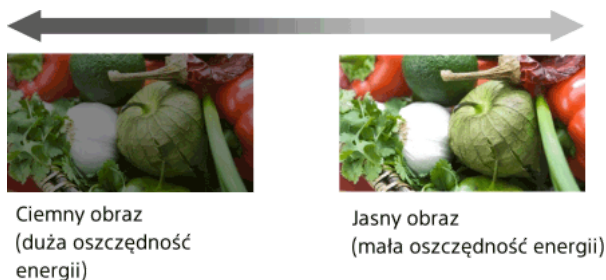 Ciemny obraz
(duża oszczędność
energii)
Jasny obraz
(mała oszczędność energii)